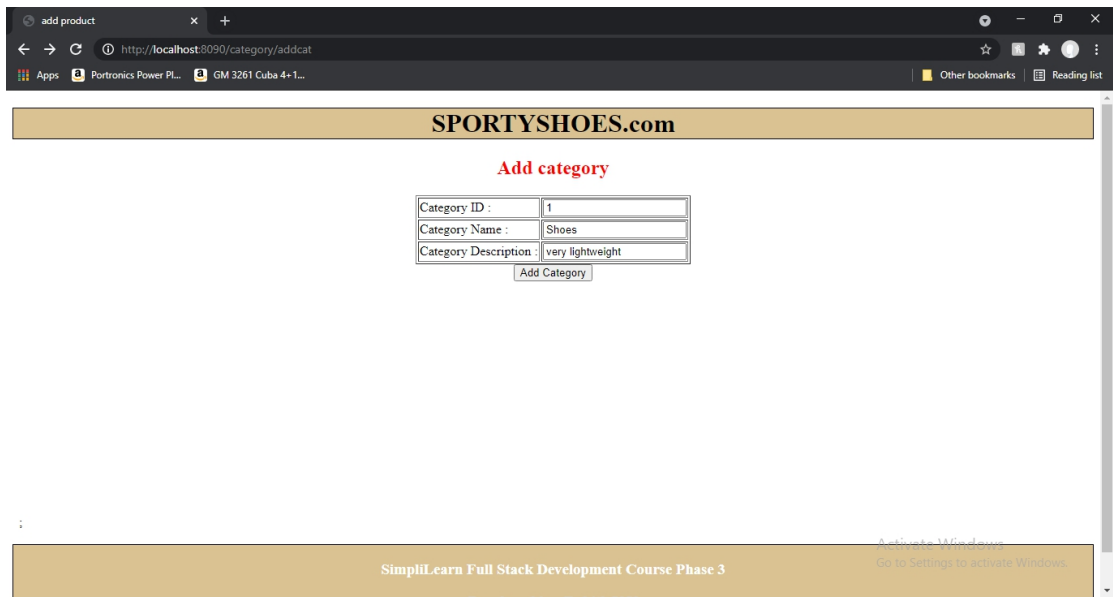 add product
http://localhost:8090/category/addcat
Apps Portronics Power Pl... GM 3261 Cuba 4+1... Other bookmarks Reading list
SPORTYSHOES.com
Add category
Category ID : 1
Category Name : Shoes
Category Description : very lightweight
Add Category
;
Activate Windows
Go to Settings to activate Windows.
SimpliLearn Full Stack Development Course Phase 3